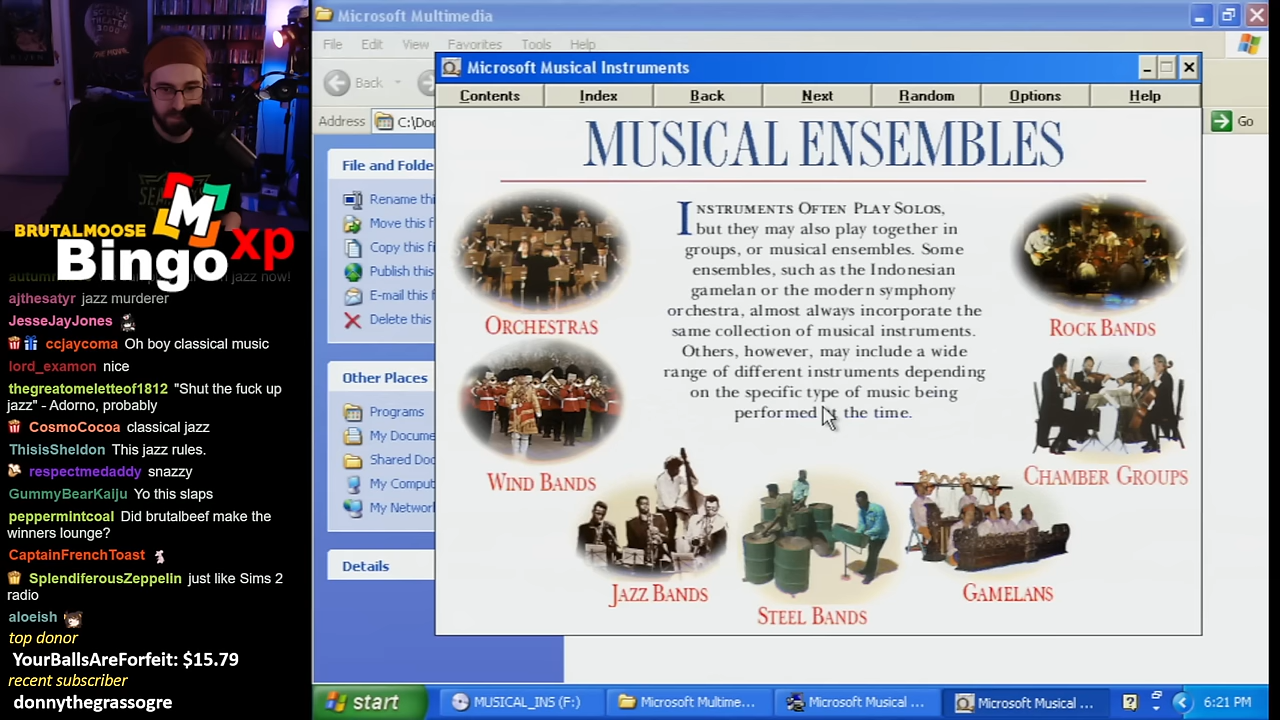 Microsoft Multimedia
File Edit View Favorites Tools Help
Back
Address C:\Doc
Go
Microsoft Musical Instruments
Contents Index Back Next Random Options Help
MUSICAL ENSEMBLES
INSTRUMENTS OFTEN PLAY SOLOS,
but they may also play together in
groups, or musical ensembles. Some
ensembles, such as the Indonesian
gamelan or the modern symphony
orchestra, almost always incorporate the
same collection of musical instruments.
Others, however, may include a wide
range of different instruments depending
on the specific type of music being
performed at the time.
ORCHESTRAS
ROCK BANDS
WIND BANDS
CHAMBER GROUPS
JAZZ BANDS
STEEL BANDS
GAMELANS
File and Folde
Rename thi
Move this f
Copy this fi
Publish this
E-mail this f
Delete this
Other Places
Programs
My Docume
Shared Doc
My Comput
My Network
Details
BRUTALMOOSE
M
Bingo xp
jazz now!
ajthesatyr jazz murderer
JesseJayJones
ccjaycoma Oh boy classical music
lord_examon nice
thegreatomeletteof1812 "Shut the fuck up
jazz" - Adorno, probably
CosmoCocoa classical jazz
ThisisSheldon This jazz rules.
respectmedaddy snazzy
GummyBearKaiju Yo this slaps
peppermintcoal Did brutalbeef make the
winners lounge?
CaptainFrenchToast
SplendiferousZeppelin just like Sims 2
radio
aloeish
top donor
YourBallsAreForfeit: $15.79
recent subscriber
donnythegrassogre
start
MUSICAL_INS (F:)
Microsoft Multime...
Microsoft Musical ...
Microsoft Musical ...
6:21 PM